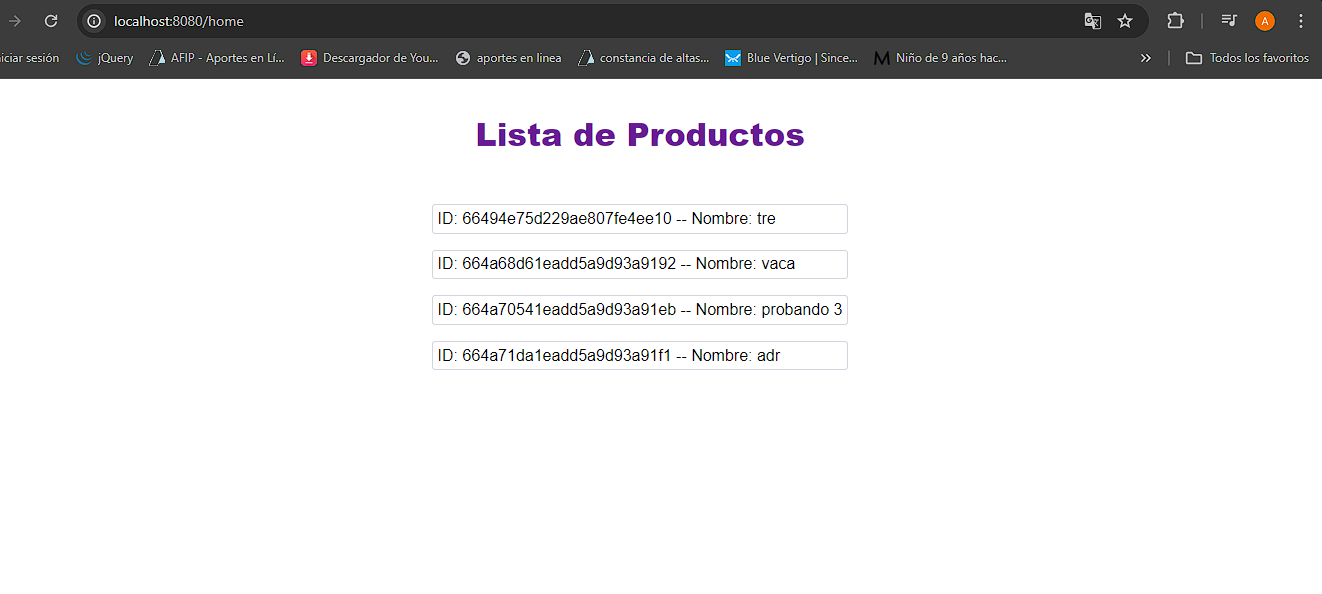 localhost:8080/home
A
iciar sesión jQuery AFIP - Aportes en Lí... Descargador de You... aportes en linea constancia de altas... Blue Vertigo | Since... Niño de 9 años hac... » Todos los favoritos
Lista de Productos
ID: 66494e75d229ae807fe4ee10 -- Nombre: tre
ID: 664a68d61eadd5a9d93a9192 -- Nombre: vaca
ID: 664a70541eadd5a9d93a91eb -- Nombre: probando 3
ID: 664a71da1eadd5a9d93a91f1 -- Nombre: adr